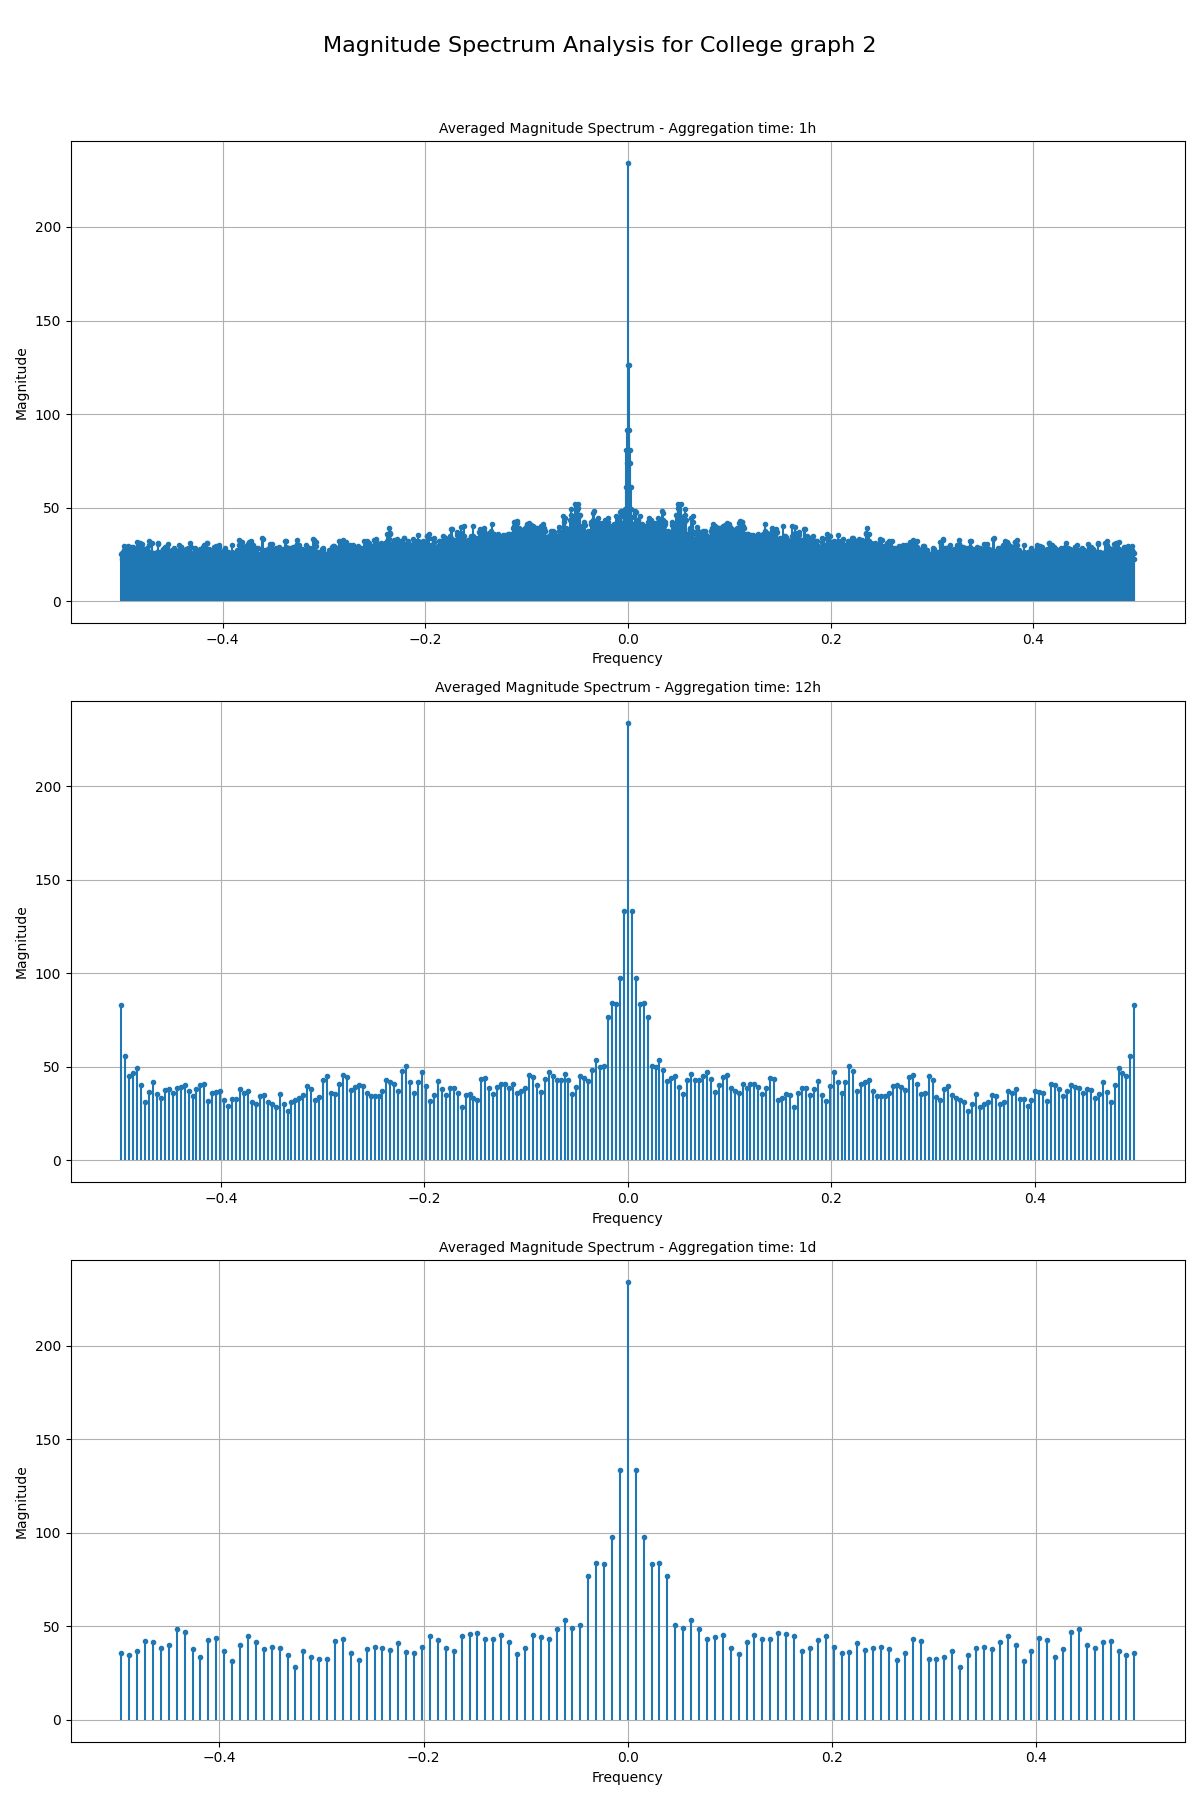 Magnitude Spectrum Analysis for College graph 2
Averaged Magnitude Spectrum - Aggregation time: 1h
Magnitude
200
150
100
50
0
−0.4 −0.2 0.0 0.2 0.4
Frequency
Averaged Magnitude Spectrum - Aggregation time: 12h
Magnitude
200
150
100
50
0
−0.4 −0.2 0.0 0.2 0.4
Frequency
Averaged Magnitude Spectrum - Aggregation time: 1d
Magnitude
200
150
100
50
0
−0.4 −0.2 0.0 0.2 0.4
Frequency